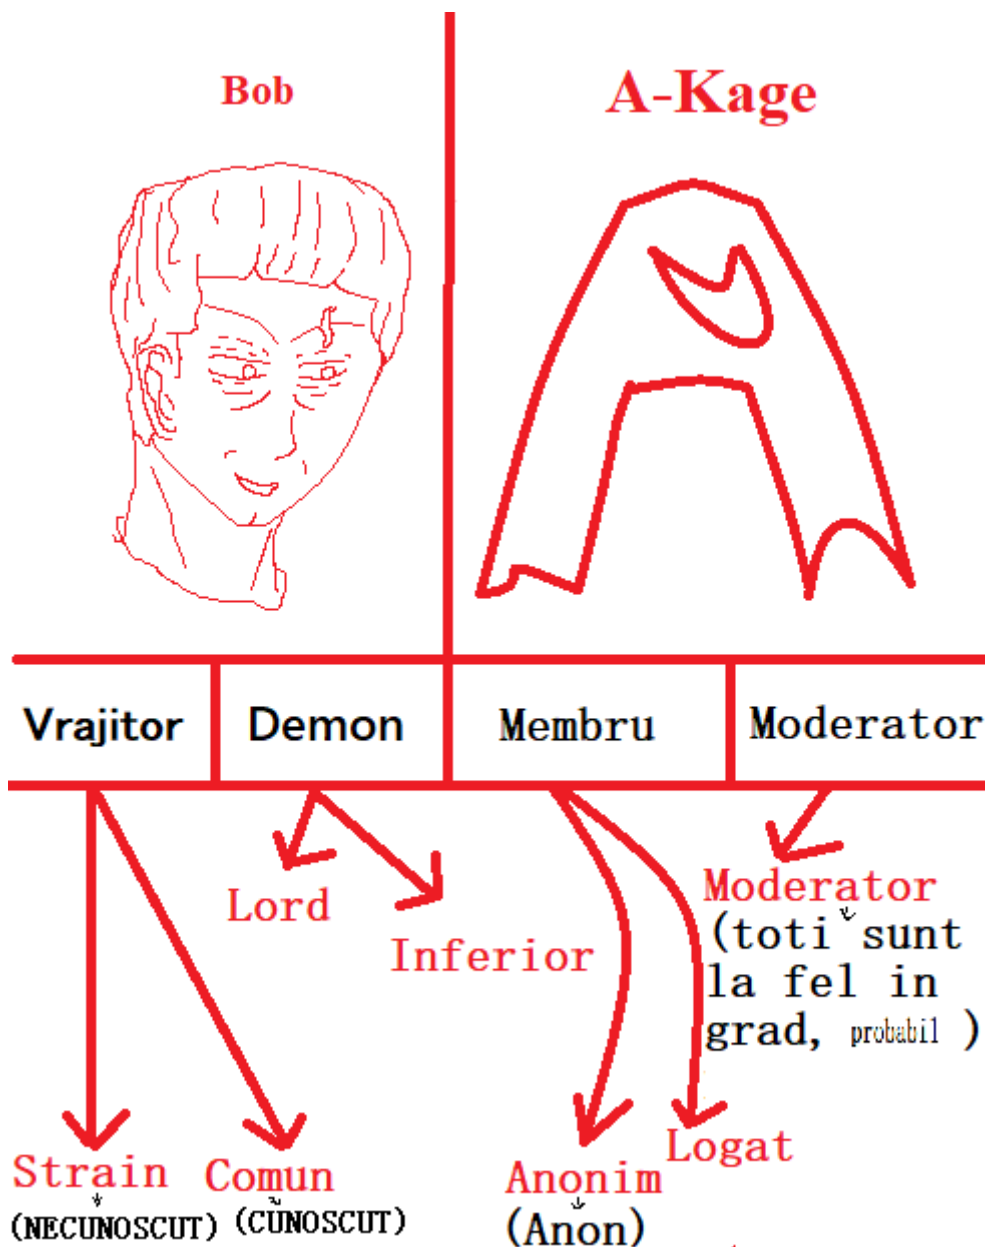 Bob
A-Kage
Vrajitor
Demon
Membru
Moderator
Lord
Inferior
Moderator
(toti sunt
la fel in
grad, probabil )
Strain
(NECUNOSCUT)
Comun
(CUNOSCUT)
Anonim
(Anon)
Logat